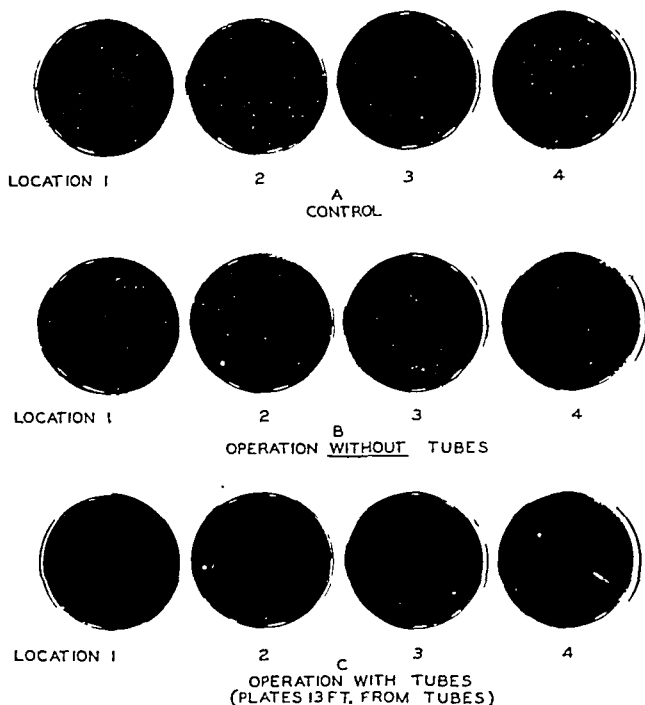 LOCATION 1 2 3 4
A
CONTROL
LOCATION 1 2 3 4
B
OPERATION WITHOUT TUBES
LOCATION 1 2 3 4
C
OPERATION WITH TUBES
(PLATES 13 FT. FROM TUBES)